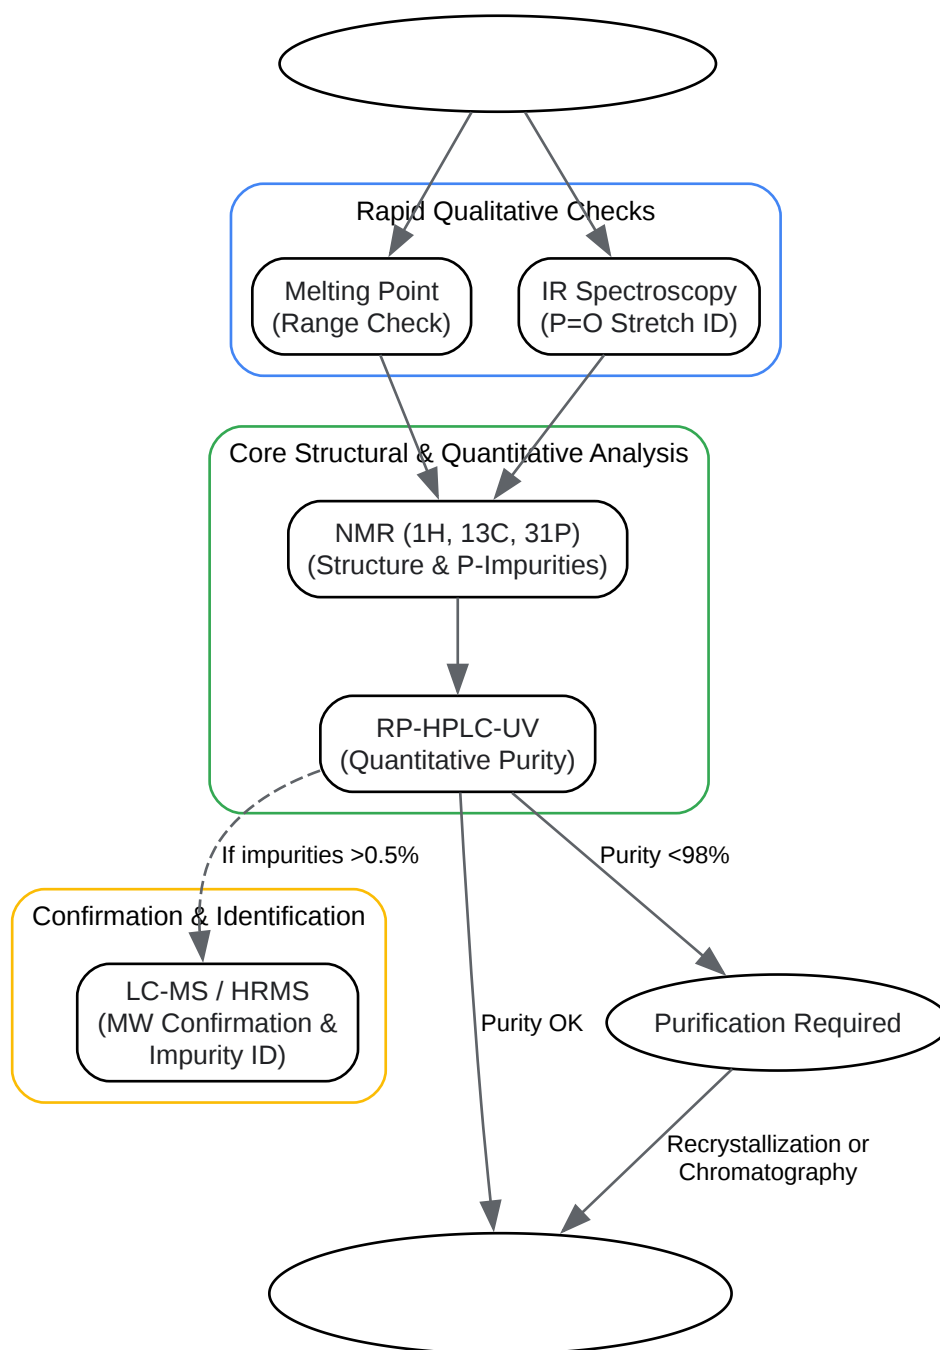 Rapid Qualitative Checks
Melting Point
(Range Check)
IR Spectroscopy
(P=O Stretch ID)
Core Structural & Quantitative Analysis
NMR (1H, 13C, 31P)
(Structure & P-Impurities)
RP-HPLC-UV
(Quantitative Purity)
If impurities >0.5%
Purity <98%
Confirmation & Identification
LC-MS / HRMS
(MW Confirmation &
Impurity ID)
Purity OK
Purification Required
Recrystallization or
Chromatography